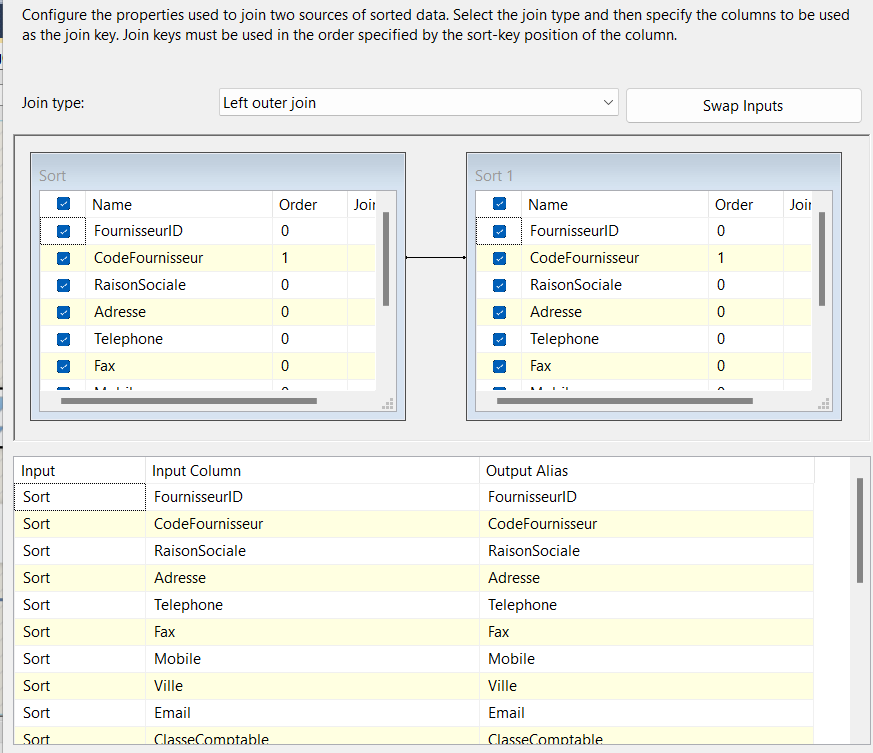 Configure the properties used to join two sources of sorted data. Select the join type and then specify the columns to be used
as the join key. Join keys must be used in the order specified by the sort-key position of the column.
Join type:
Left outer join
Swap Inputs
Sort
Name Order Joir
FournisseurID 0
CodeFournisseur 1
RaisonSociale 0
Adresse 0
Telephone 0
Fax 0
Sort 1
Name Order Joir
FournisseurID 0
CodeFournisseur 1
RaisonSociale 0
Adresse 0
Telephone 0
Fax 0
Input Input Column Output Alias
Sort FournisseurID FournisseurID
Sort CodeFournisseur CodeFournisseur
Sort RaisonSociale RaisonSociale
Sort Adresse Adresse
Sort Telephone Telephone
Sort Fax Fax
Sort Mobile Mobile
Sort Ville Ville
Sort Email Email
Sort ClasseComptable ClasseComptable